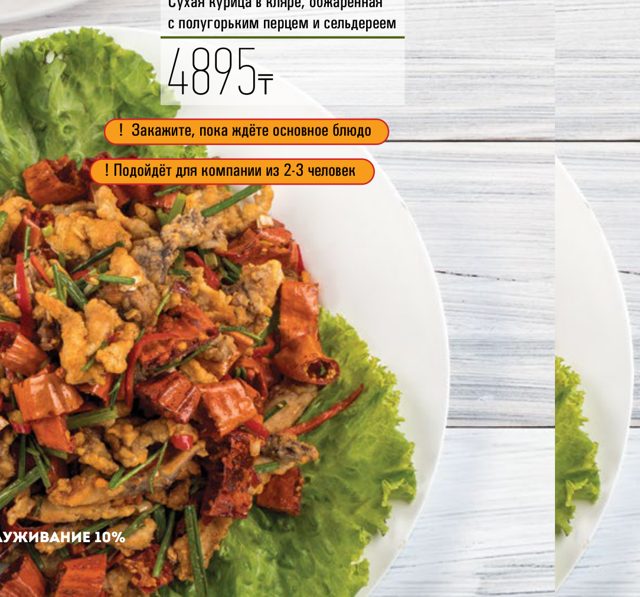 Сухая курица в кляре, обжаренная
с полугорьким перцем и сельдереем
4895₸
! Закажите, пока ждёте основное блюдо
! Подойдёт для компании из 2-3 человек
УЖИВАНИЕ 10%